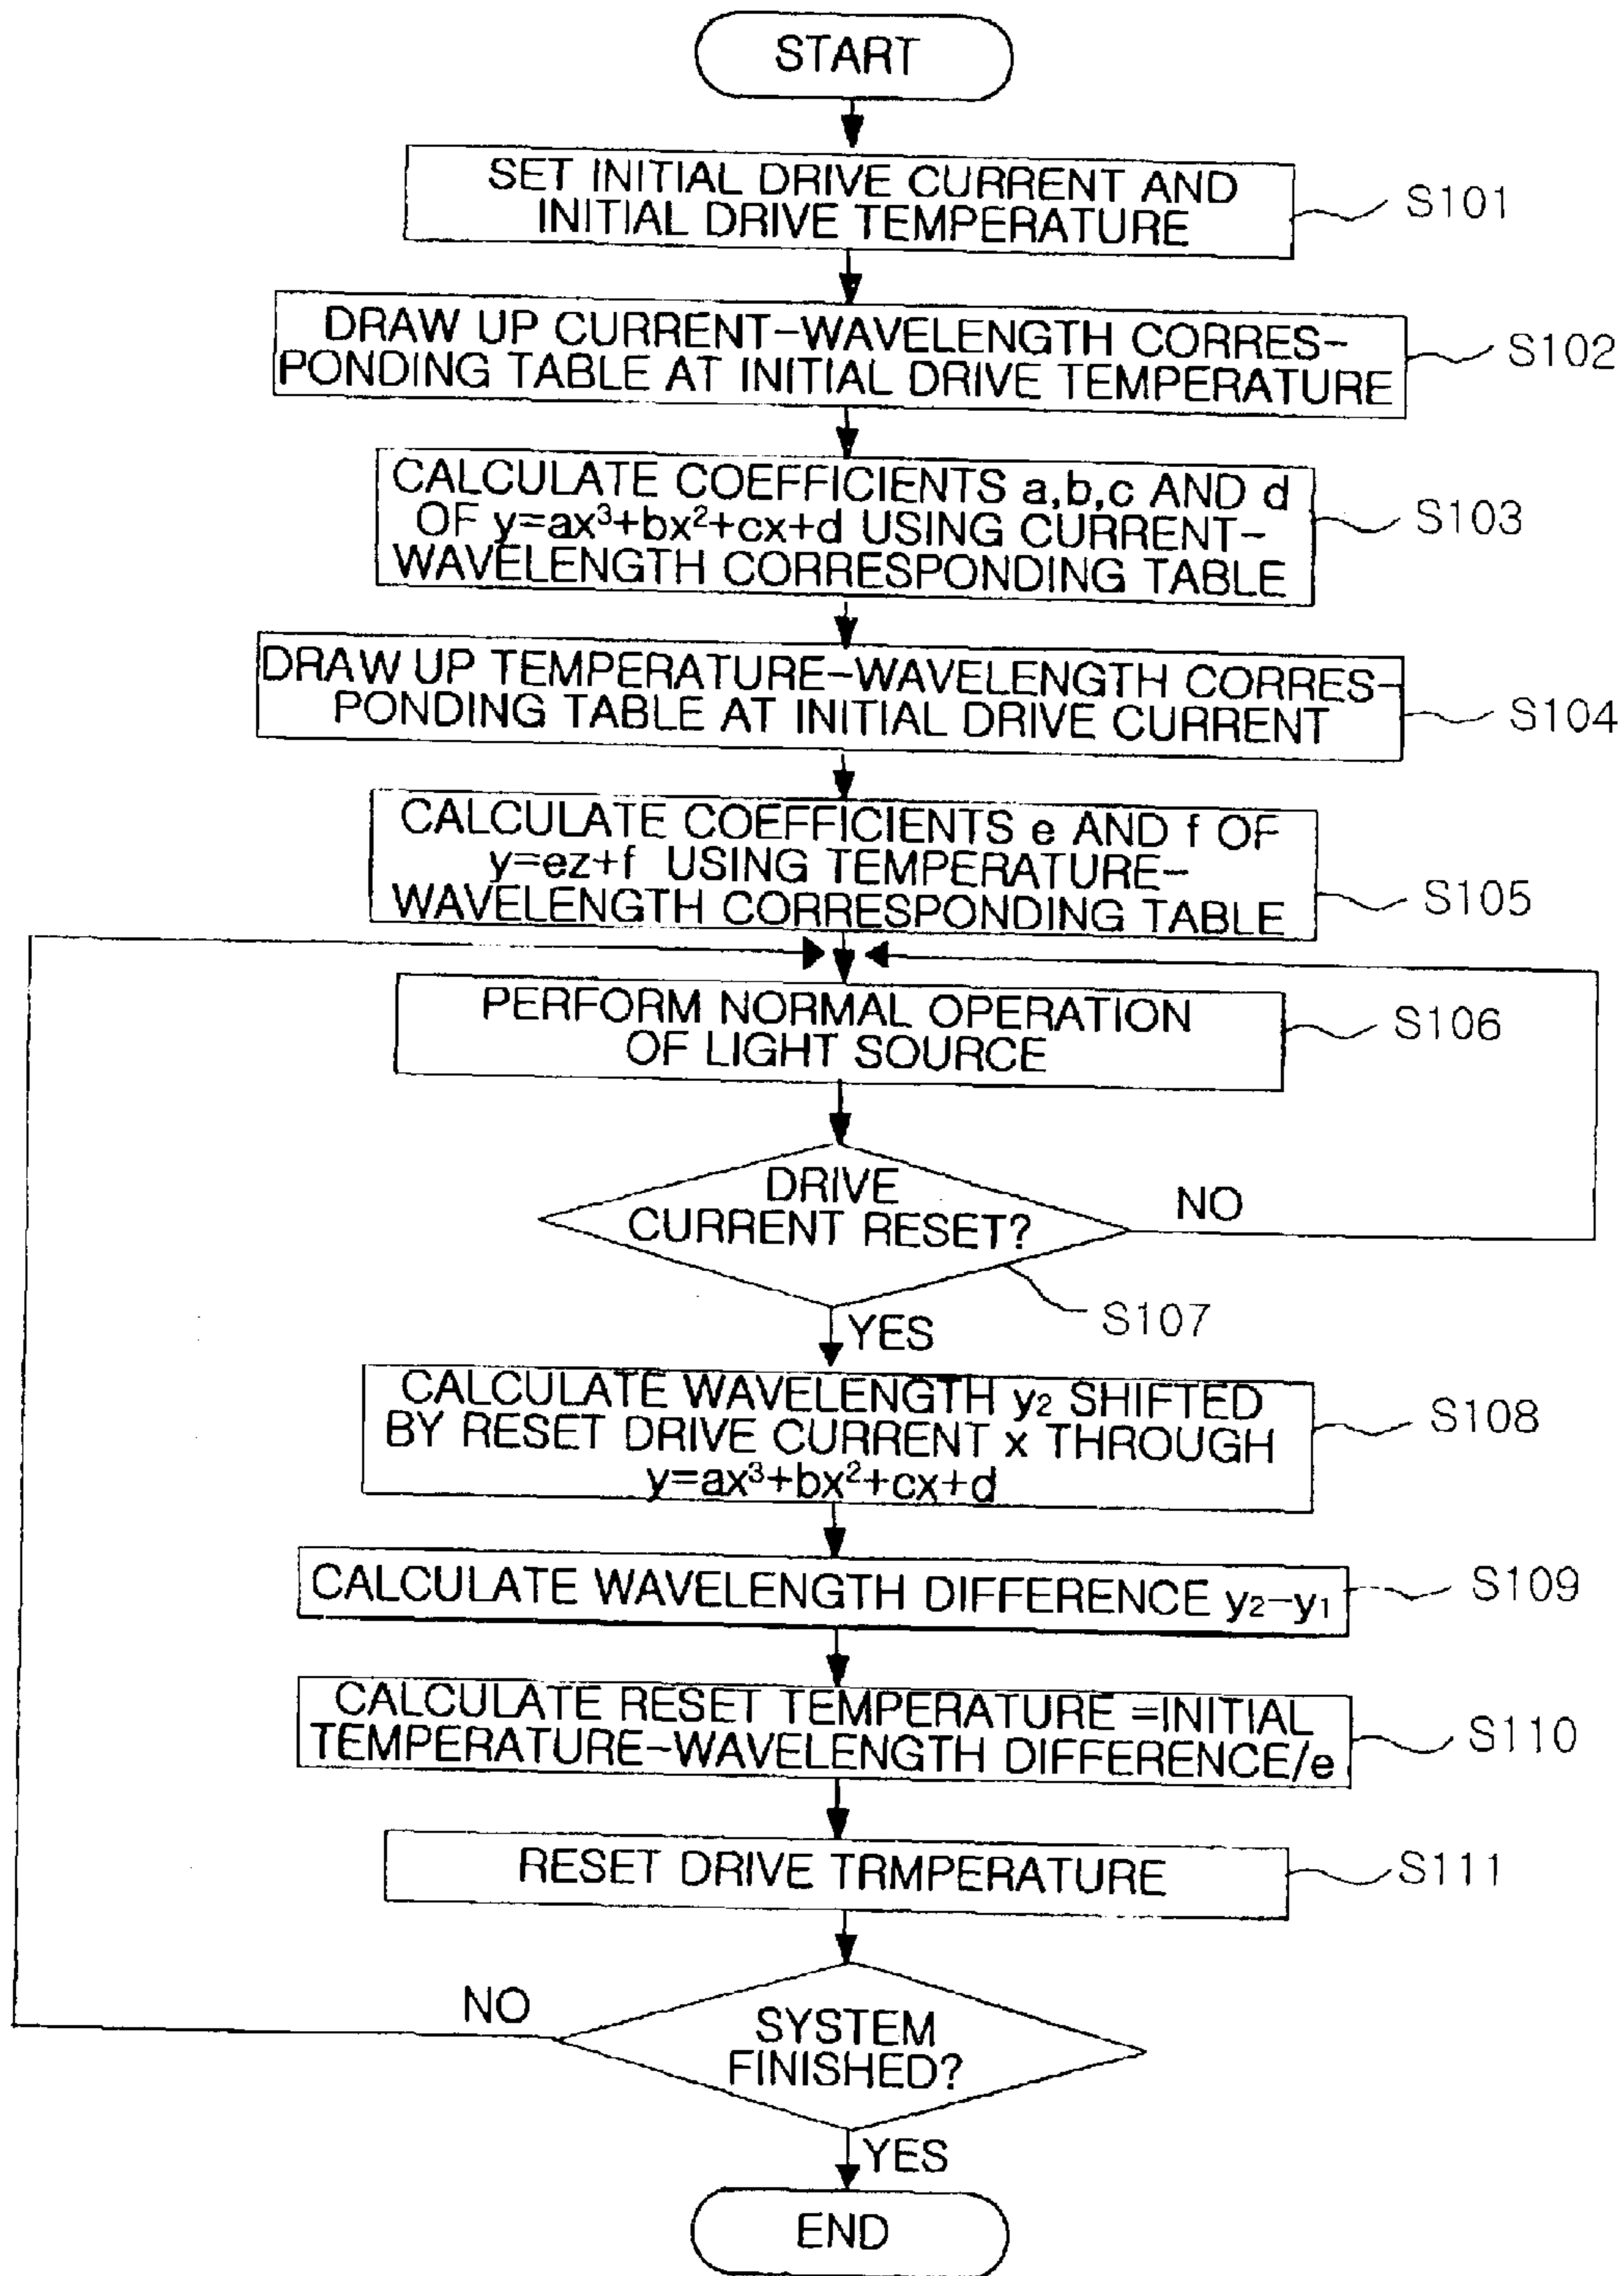 START
SET INITIAL DRIVE CURRENT AND
INITIAL DRIVE TEMPERATURE
S101
DRAW UP CURRENT-WAVELENGTH CORRES-
PONDING TABLE AT INITIAL DRIVE TEMPERATURE
S102
CALCULATE COEFFICIENTS a,b,c AND d
OF y=ax³+bx²+cx+d USING CURRENT-
WAVELENGTH CORRESPONDING TABLE
S103
DRAW UP TEMPERATURE-WAVELENGTH CORRES-
PONDING TABLE AT INITIAL DRIVE CURRENT
S104
CALCULATE COEFFICIENTS e AND f OF
y=ez+f USING TEMPERATURE-
WAVELENGTH CORRESPONDING TABLE
S105
PERFORM NORMAL OPERATION
OF LIGHT SOURCE
S106
DRIVE
CURRENT RESET?
NO
S107
YES
CALCULATE WAVELENGTH y₂ SHIFTED
BY RESET DRIVE CURRENT x THROUGH
y=ax³+bx²+cx+d
S108
CALCULATE WAVELENGTH DIFFERENCE y₂-y₁
S109
CALCULATE RESET TEMPERATURE =INITIAL
TEMPERATURE-WAVELENGTH DIFFERENCE/e
S110
RESET DRIVE TRMPERATURE
S111
NO
SYSTEM
FINISHED?
YES
END